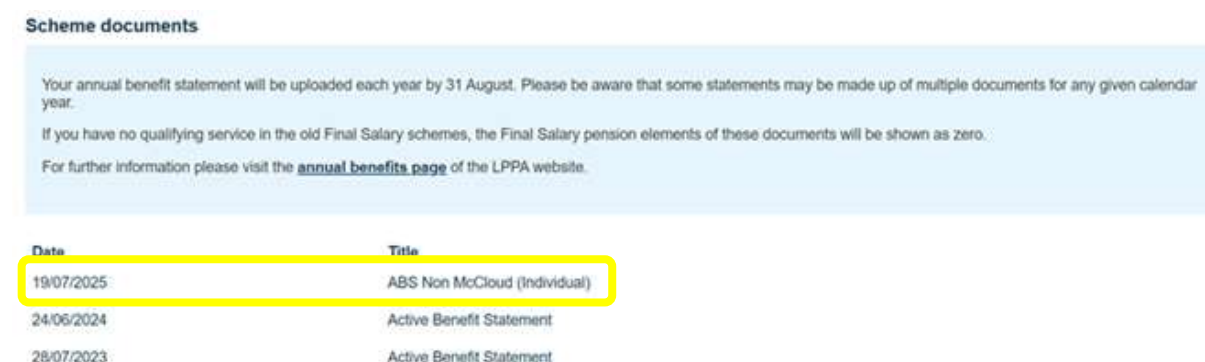 Scheme documents
Your annual benefit statement will be uploaded each year by 31 August. Please be aware that some statements may be made up of multiple documents for any given calendar
year.
If you have no qualifying service in the old Final Salary schemes, the Final Salary pension elements of these documents will be shown as zero.
For further information please visit the annual benefits page of the LPPA website.
Date Title
19/07/2025 ABS Non McCloud (Individual)
24/06/2024 Active Benefit Statement
28/07/2023 Active Benefit Statement